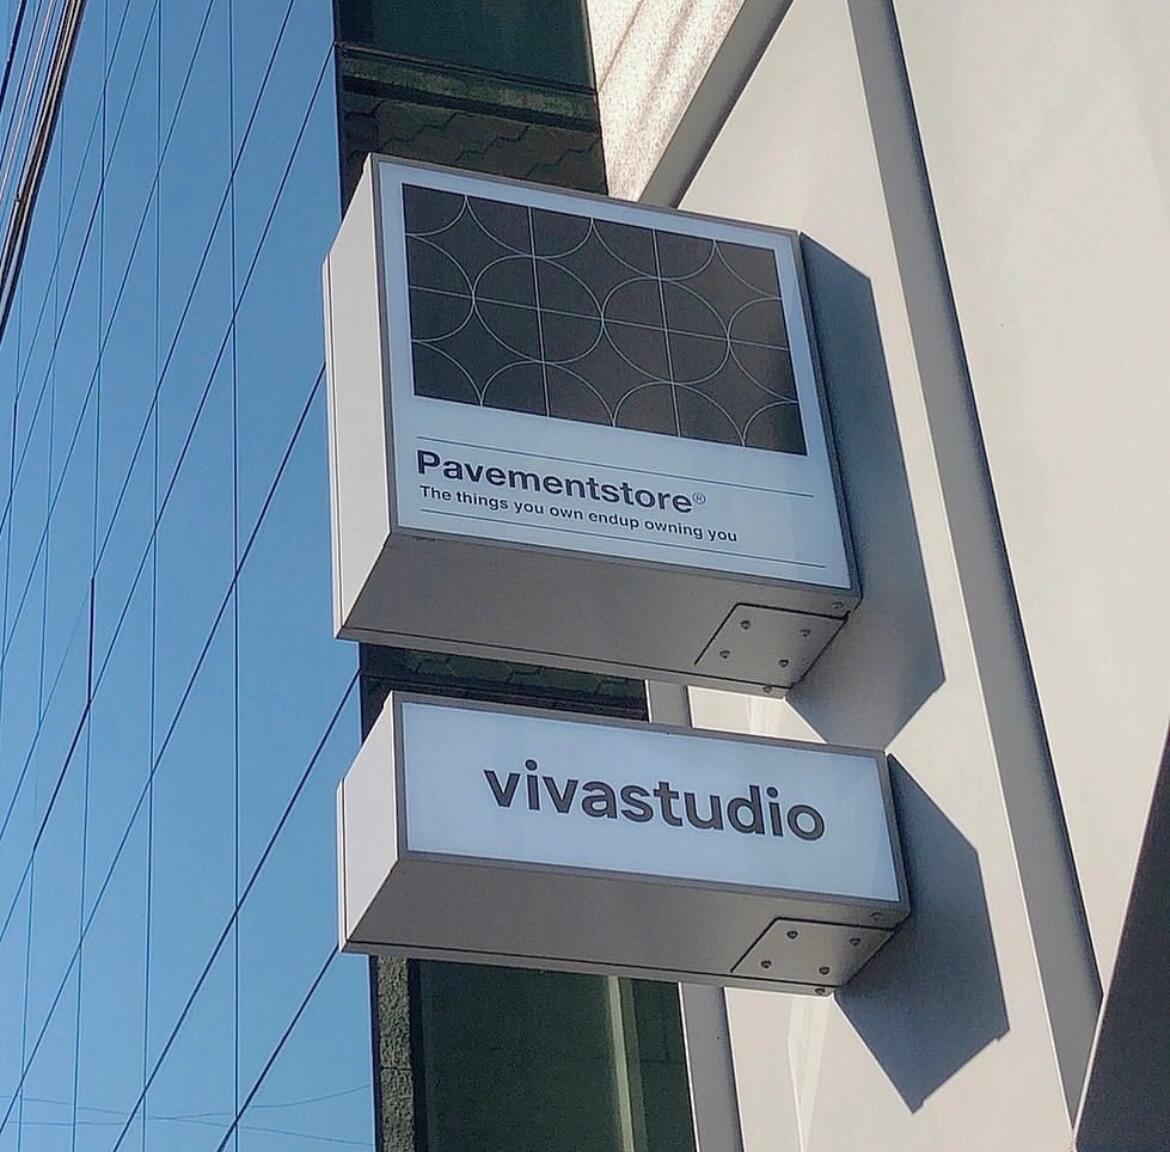 Pavementstore®
The things you own endup owning you
vivastudio